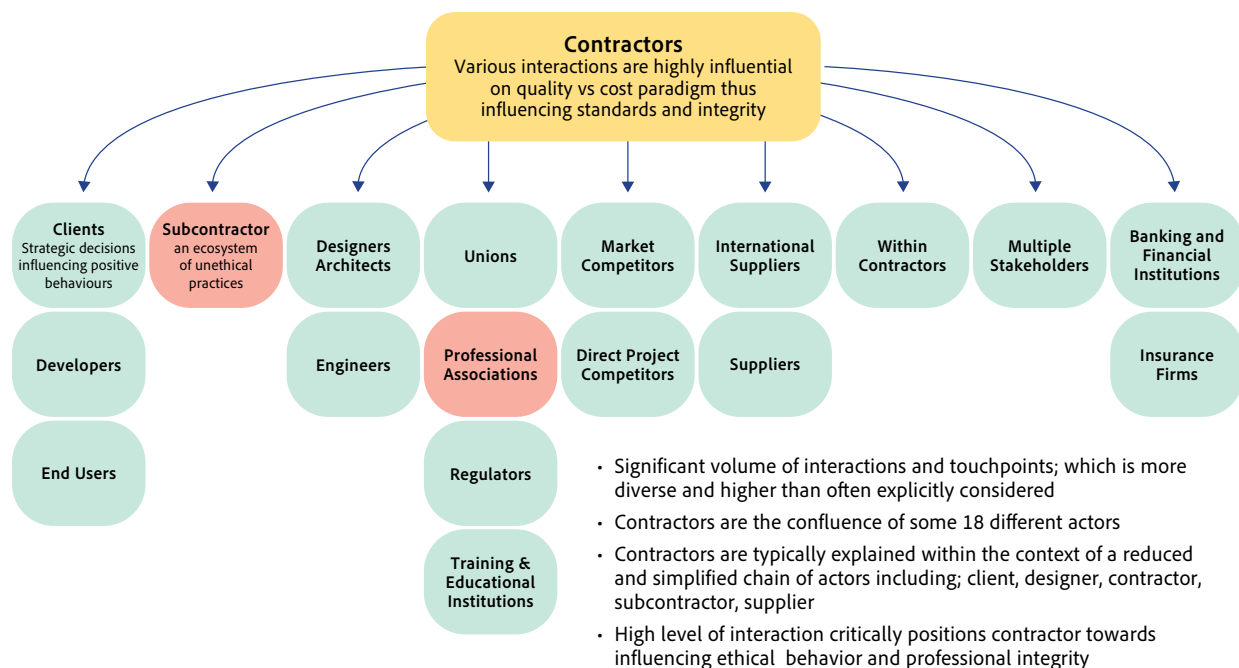 Contractors
Various interactions are highly influential
on quality vs cost paradigm thus
influencing standards and integrity
Clients
Strategic decisions
influencing positive
behaviours
Subcontractor
an ecosystem
of unethical
practices
Designers
Architects
Unions
Market
Competitors
International
Suppliers
Within
Contractors
Multiple
Stakeholders
Banking and
Financial
Institutions
Developers
Engineers
Professional
Associations
Direct Project
Competitors
Suppliers
Insurance
Firms
End Users
Regulators
Training &
Educational
Institutions
• Significant volume of interactions and touchpoints; which is more
diverse and higher than often explicitly considered
• Contractors are the confluence of some 18 different actors
• Contractors are typically explained within the context of a reduced
and simplified chain of actors including; client, designer, contractor,
subcontractor, supplier
• High level of interaction critically positions contractor towards
influencing ethical behavior and professional integrity